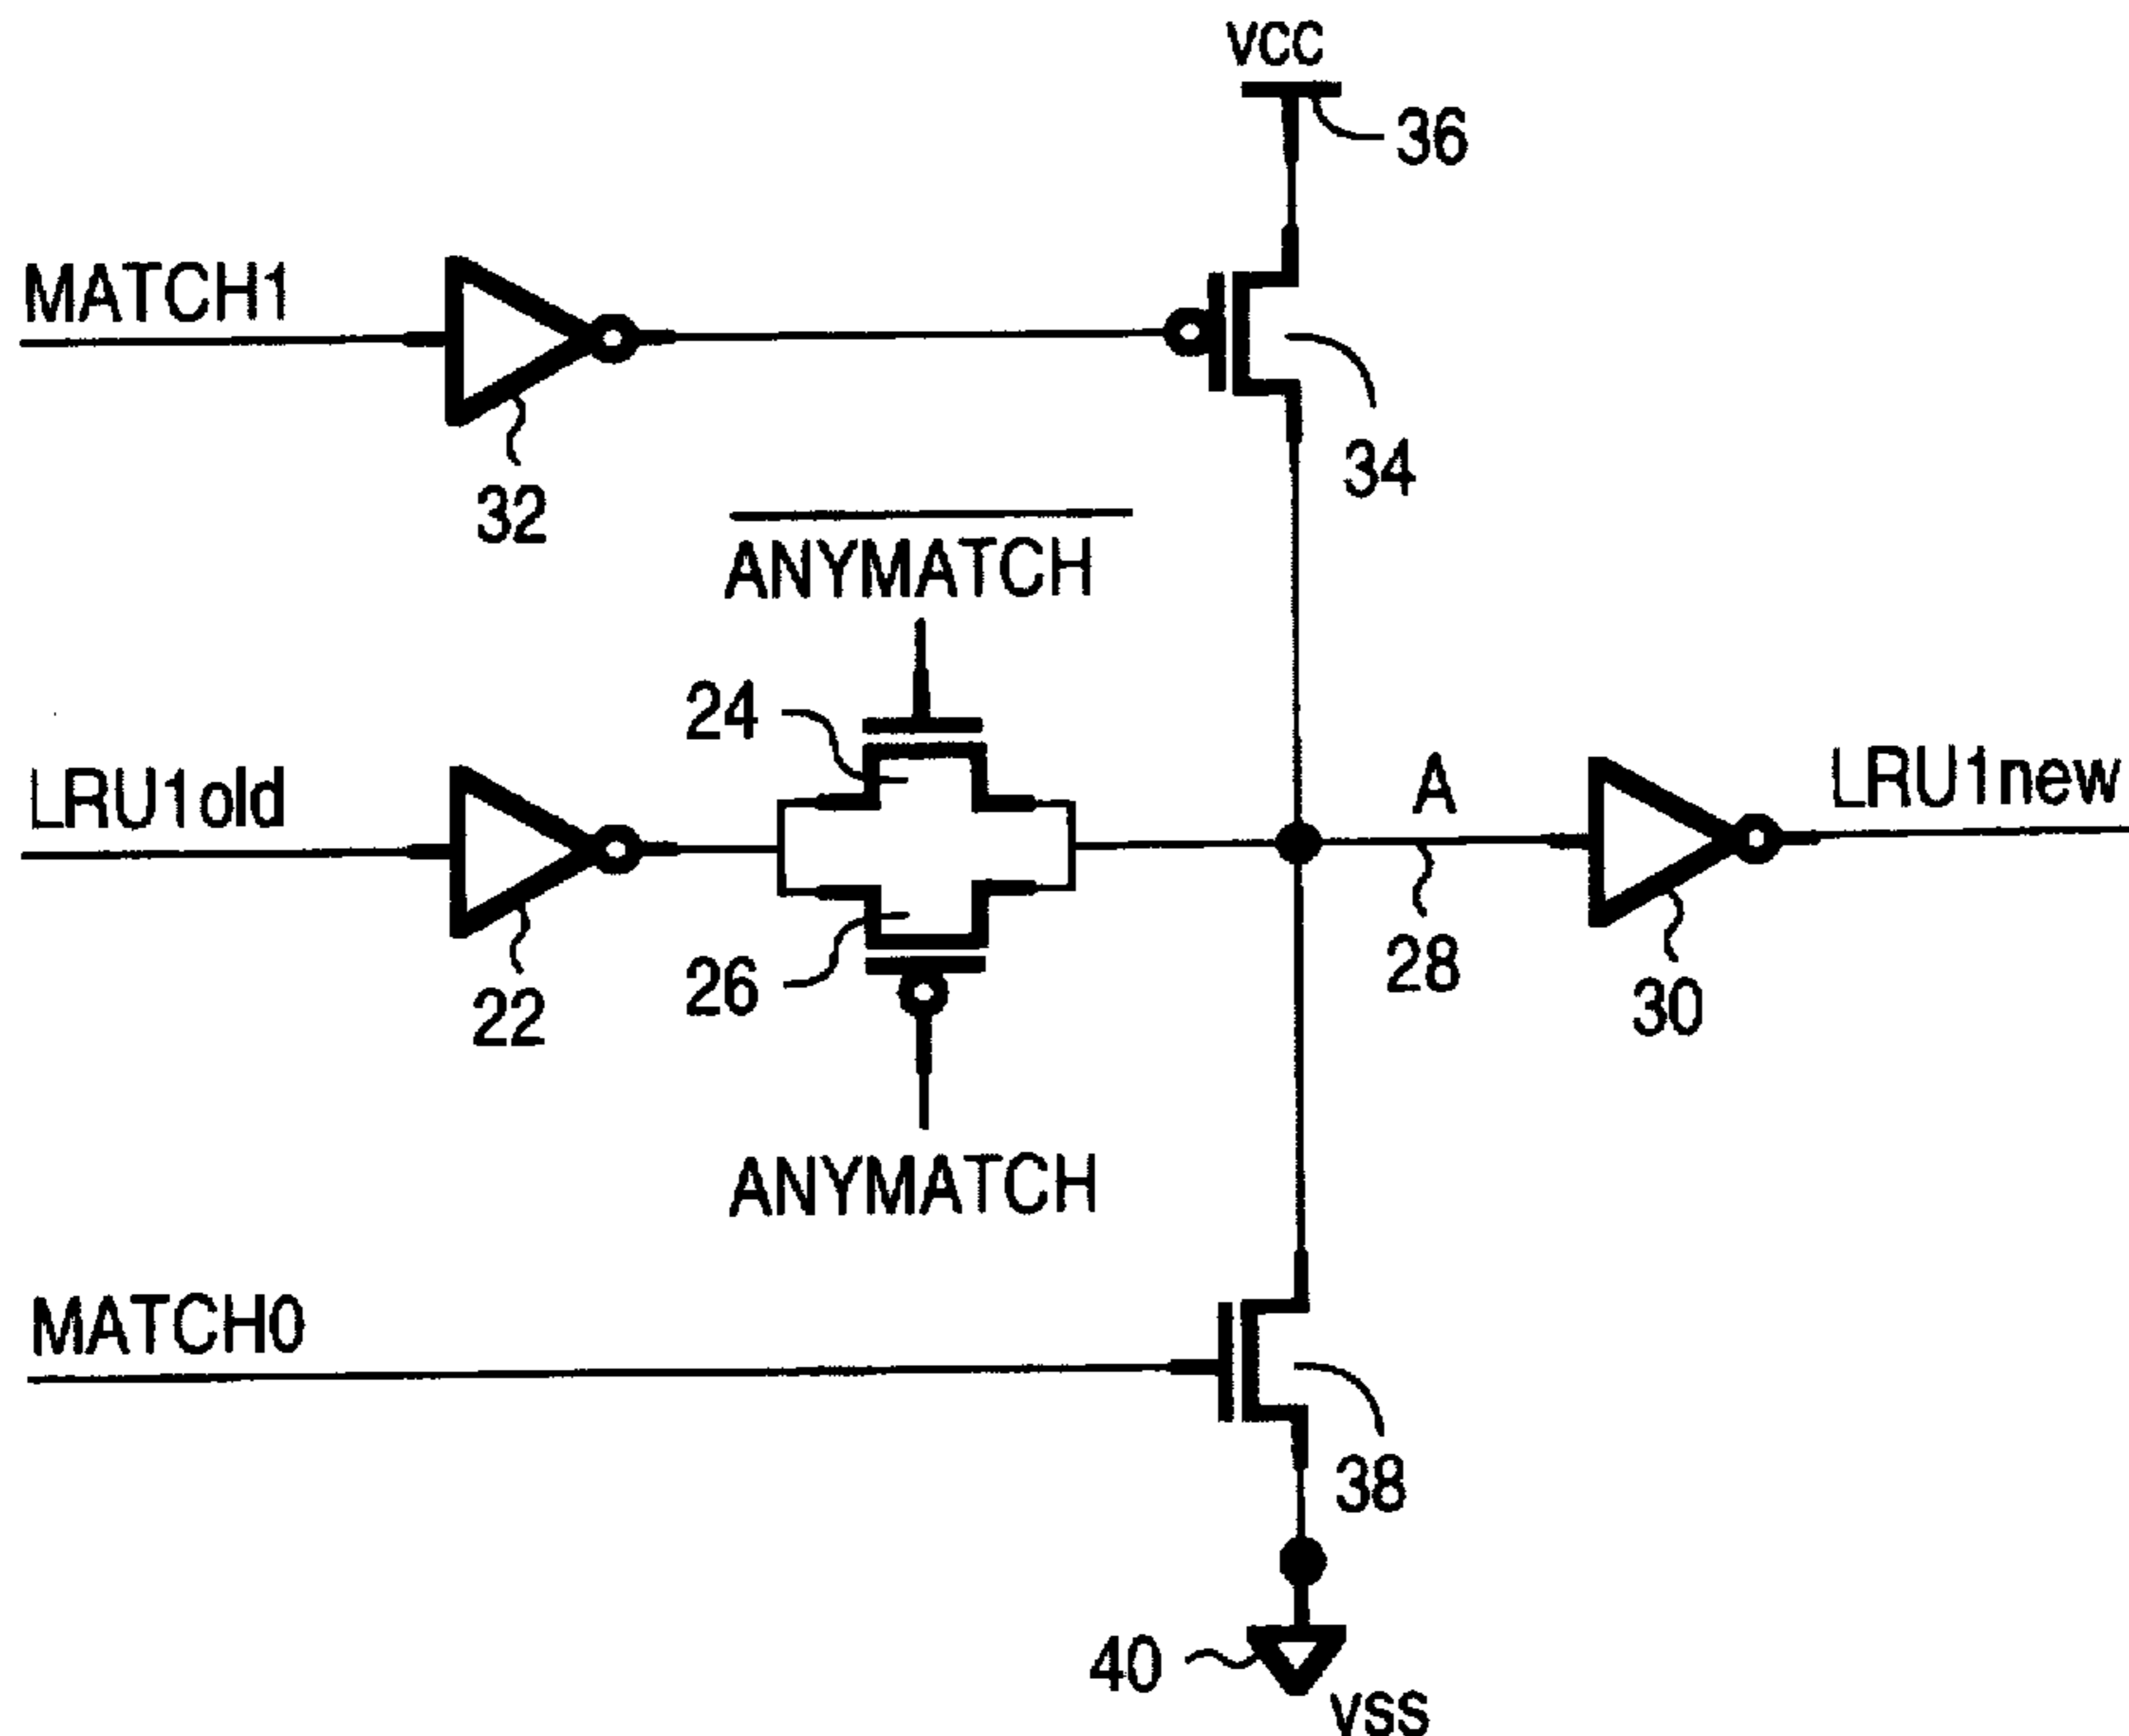 VCC
36
MATCH1
34
32
ANYMATCH
24
LRU1old
A
LRU1new
26
28
22
30
ANYMATCH
MATCH0
38
40
VSS